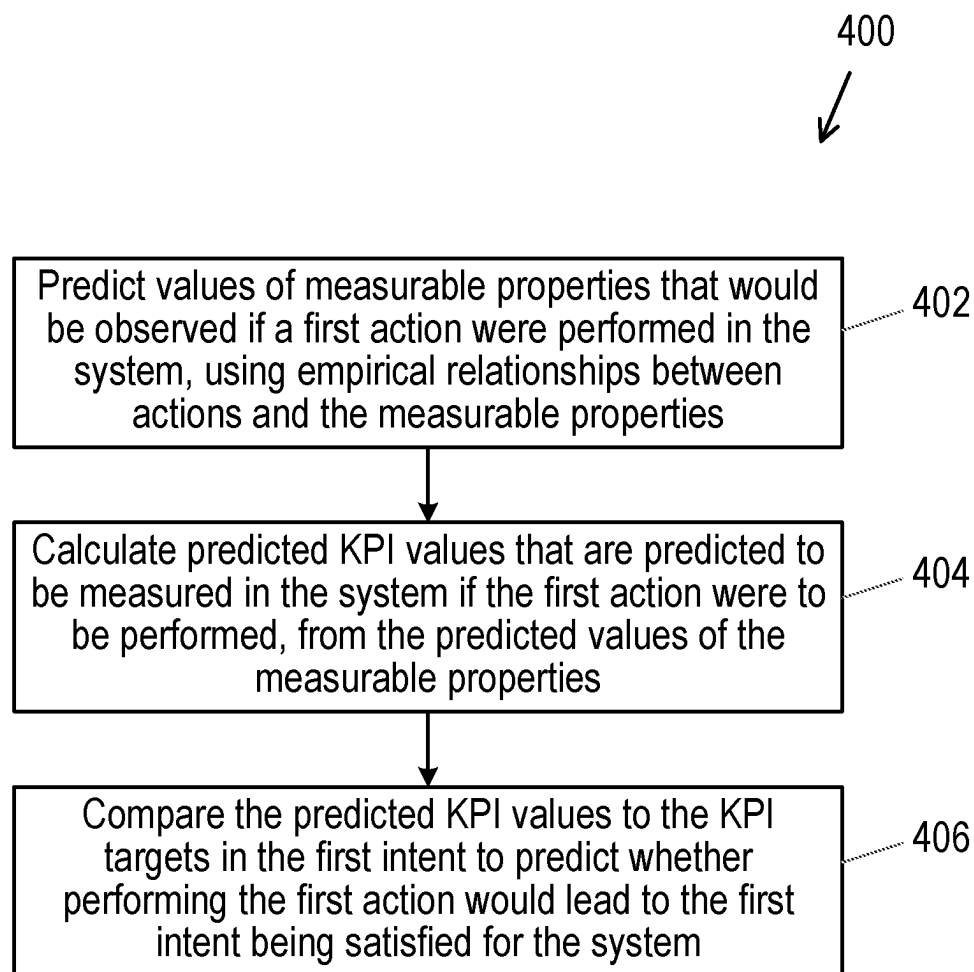 400
Predict values of measurable properties that would
be observed if a first action were performed in the
system, using empirical relationships between
actions and the measurable properties
402
Calculate predicted KPI values that are predicted to
be measured in the system if the first action were to
be performed, from the predicted values of the
measurable properties
404
Compare the predicted KPI values to the KPI
targets in the first intent to predict whether
performing the first action would lead to the first
intent being satisfied for the system
406